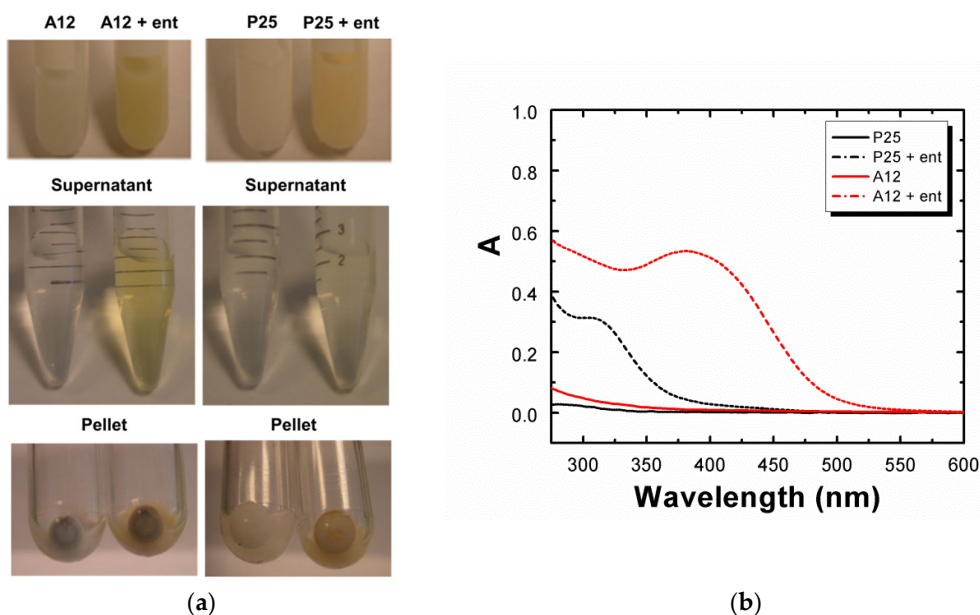 A12 A12 + ent P25 P25 + ent
Supernatant Supernatant
3
2
Pellet Pellet
(a)
1.0
0.8
0.6
0.4
0.2
0.0
A
P25
P25 + ent
A12
A12 + ent
300 350 400 450 500 550 600
Wavelength (nm)
(b)